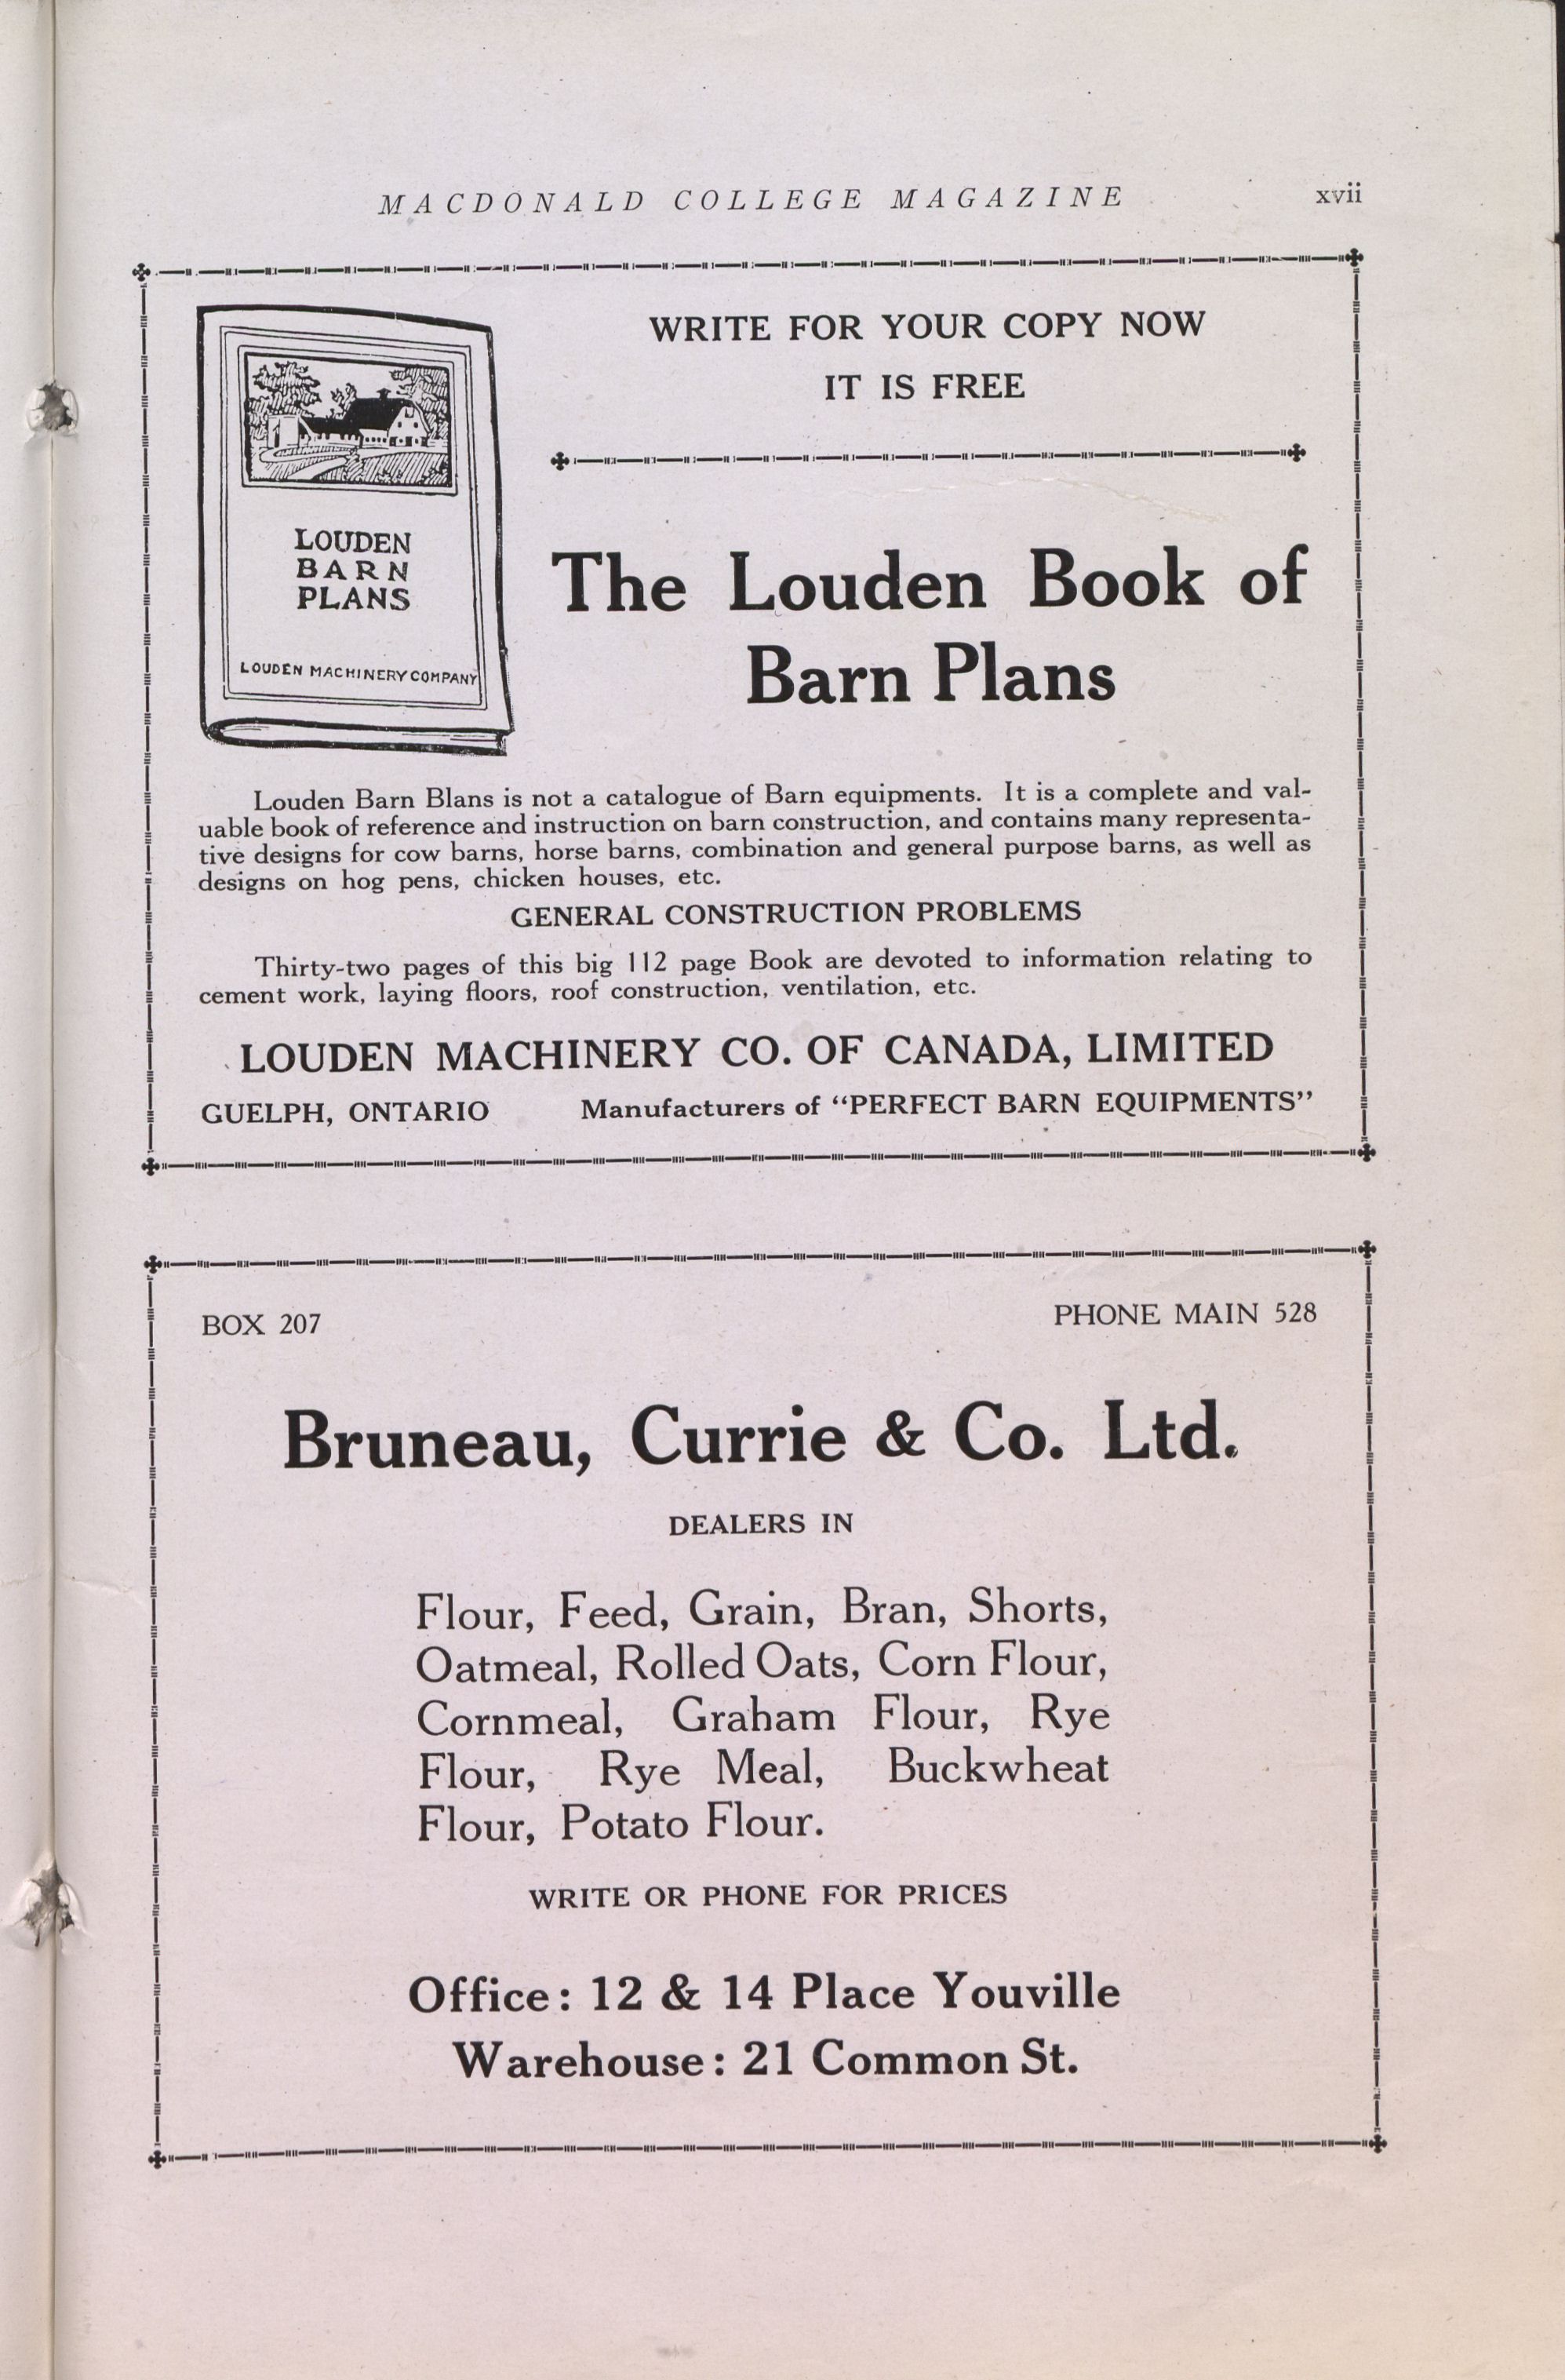 MACDONALD COLLEGE MAGAZINE xvii
WRITE FOR YOUR COPY NOW
IT IS FREE
LOUDEN
BARN
PLANS
LOUDEN MACHINERY COMPANY
The Louden Book of
Barn Plans
Louden Barn Blans is not a catalogue of Barn equipments. It is a complete and val-
uable book of reference and instruction on barn construction, and contains many representa-
tive designs for cow barns, horse barns, combination and general purpose barns, as well as
designs on hog pens, chicken houses, etc.
GENERAL CONSTRUCTION PROBLEMS
Thirty-two pages of this big 112 page Book are devoted to information relating to
cement work, laying floors, roof construction, ventilation, etc.
LOUDEN MACHINERY CO. OF CANADA, LIMITED
GUELPH, ONTARIO Manufacturers of “PERFECT BARN EQUIPMENTS”
BOX 207 PHONE MAIN 528
Bruneau, Currie & Co. Ltd.
DEALERS IN
Flour, Feed, Grain, Bran, Shorts,
Oatmeal, Rolled Oats, Corn Flour,
Cornmeal, Graham Flour, Rye
Flour, Rye Meal, Buckwheat
Flour, Potato Flour.
WRITE OR PHONE FOR PRICES
Office: 12 & 14 Place Youville
Warehouse: 21 Common St.